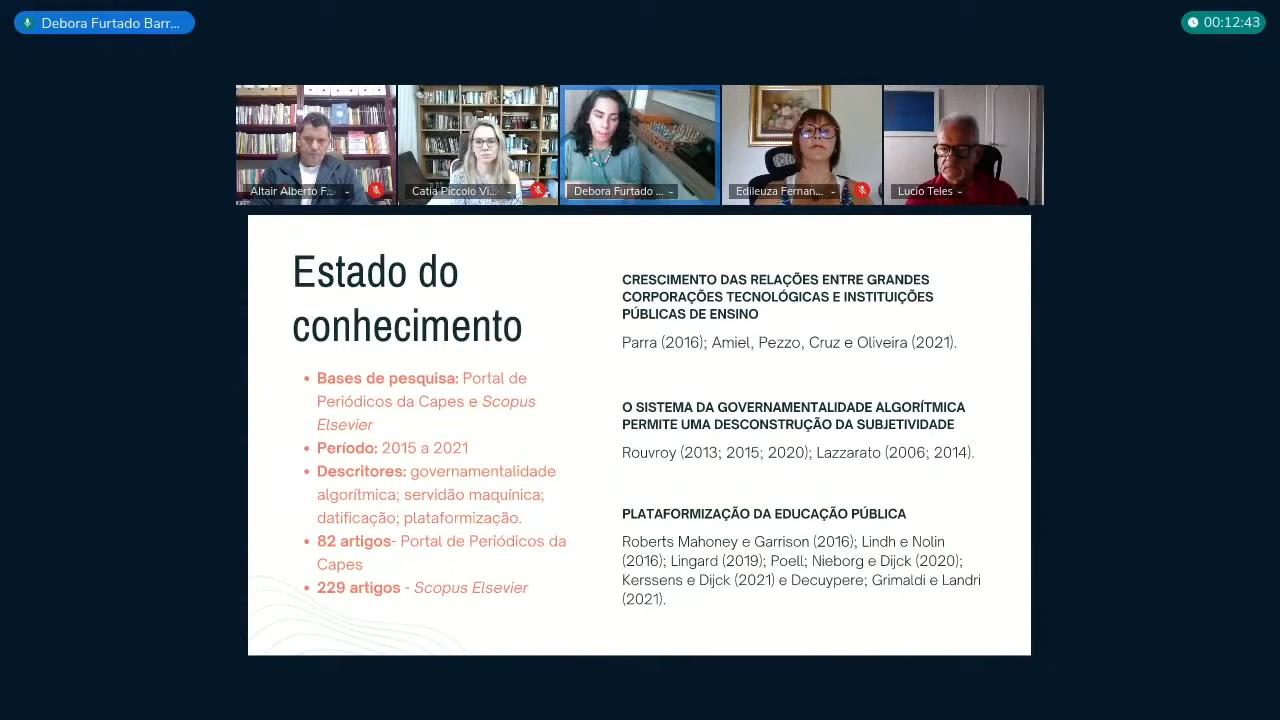 Debora Furtado Barr...
00:12:43
Altair Alberto F...
Catia Piccolo Vi...
Debora Furtado ...
Edileuza Fernan...
Lucio Teles
Estado do
conhecimento
• Bases de pesquisa: Portal de
Periódicos da Capes e Scopus
Elsevier
• Período: 2015 a 2021
• Descritores: governamentalidade
algorítmica; servidão maquínica;
datificação; plataformização.
• 82 artigos- Portal de Periódicos da
Capes
• 229 artigos - Scopus Elsevier
CRESCIMENTO DAS RELAÇÕES ENTRE GRANDES
CORPORAÇÕES TECNOLÓGICAS E INSTITUIÇÕES
PÚBLICAS DE ENSINO
Parra (2016); Amiel, Pezzo, Cruz e Oliveira (2021).
O SISTEMA DA GOVERNAMENTALIDADE ALGORÍTMICA
PERMITE UMA DESCONSTRUÇÃO DA SUBJETIVIDADE
Rouvroy (2013; 2015; 2020); Lazzarato (2006; 2014).
PLATAFORMIZAÇÃO DA EDUCAÇÃO PÚBLICA
Roberts Mahoney e Garrison (2016); Lindh e Nolin
(2016); Lingard (2019); Poell; Nieborg e Dijck (2020);
Kerssens e Dijck (2021) e Decuypere; Grimaldi e Landri
(2021).